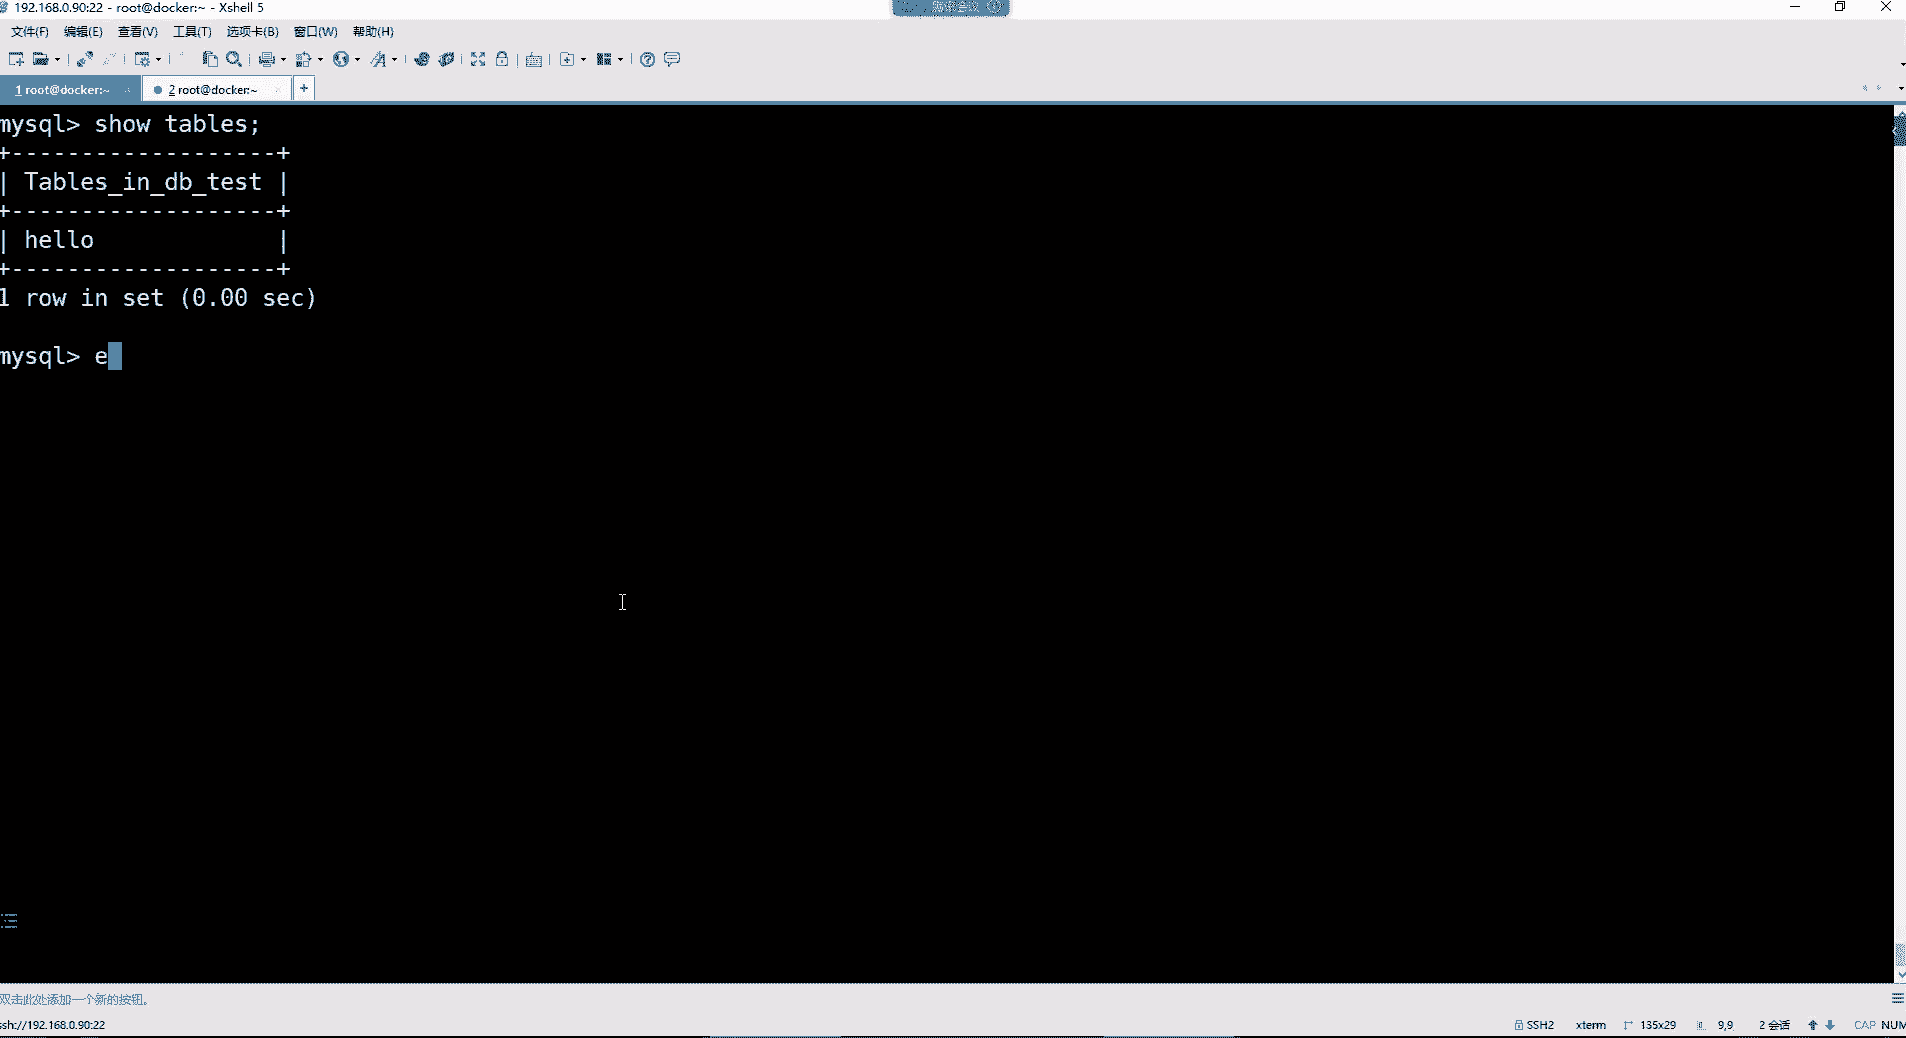 192.168.0.90:22 - root@docker:~ - Xshell 5
文件(F) 编辑(E) 查看(V) 工具(T) 选项卡(B) 窗口(W) 帮助(H)
1 root@docker:~ 2 root@docker:~ +
mysql> show tables;
+-------------------+
| Tables_in_db_test |
+-------------------+
| hello             |
+-------------------+
1 row in set (0.00 sec)
mysql> e
双击此处添加一个新的按钮。
ssh://192.168.0.90:22 SSH2 xterm 135x29 9,9 2 会话 CAP NUM